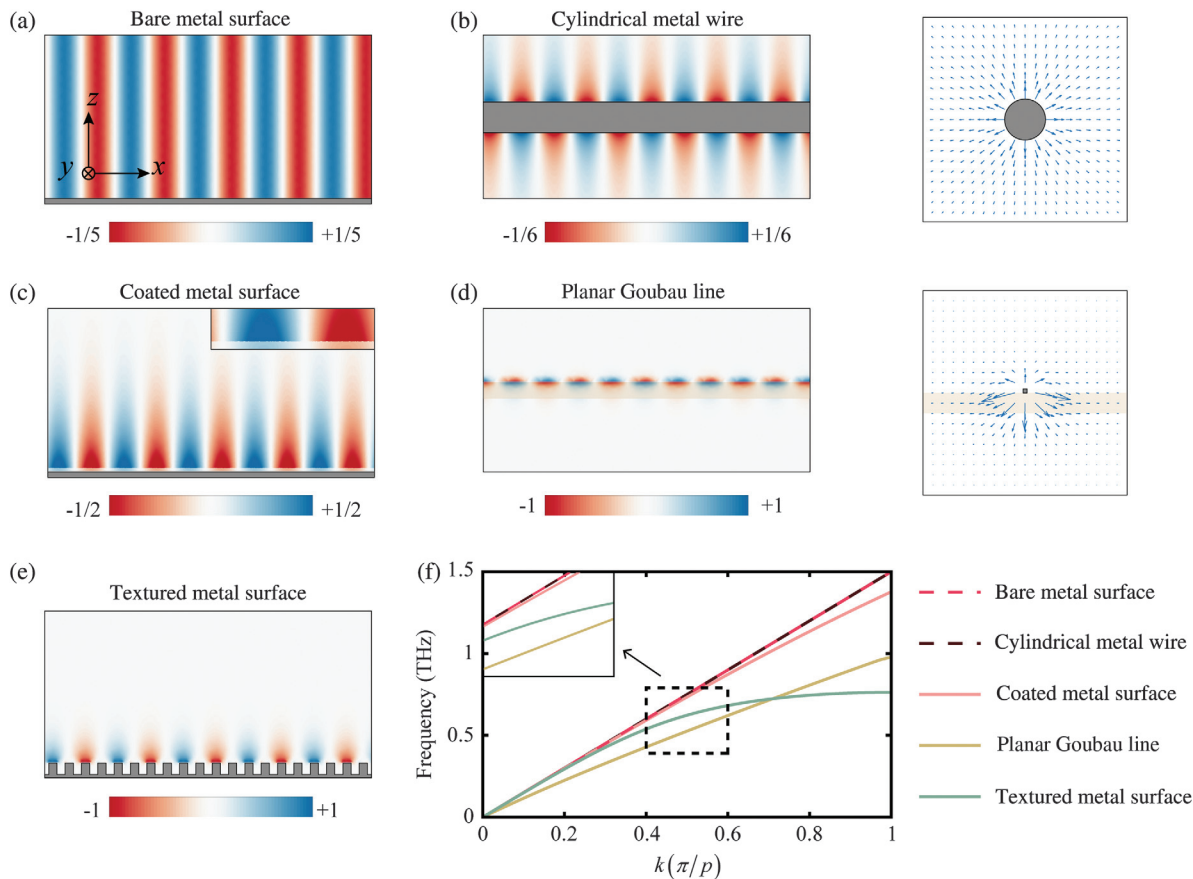 (a)
Bare metal surface
z
y
x
-1/5
+1/5
(b)
Cylindrical metal wire
-1/6
+1/6
(c)
Coated metal surface
-1/2
+1/2
(d)
Planar Goubau line
-1
+1
(e)
Textured metal surface
-1
+1
(f)
1.5
1
0.5
0
Frequency (THz)
0
0.2
0.4
0.6
0.8
1
k(π/p)
Bare metal surface
Cylindrical metal wire
Coated metal surface
Planar Goubau line
Textured metal surface